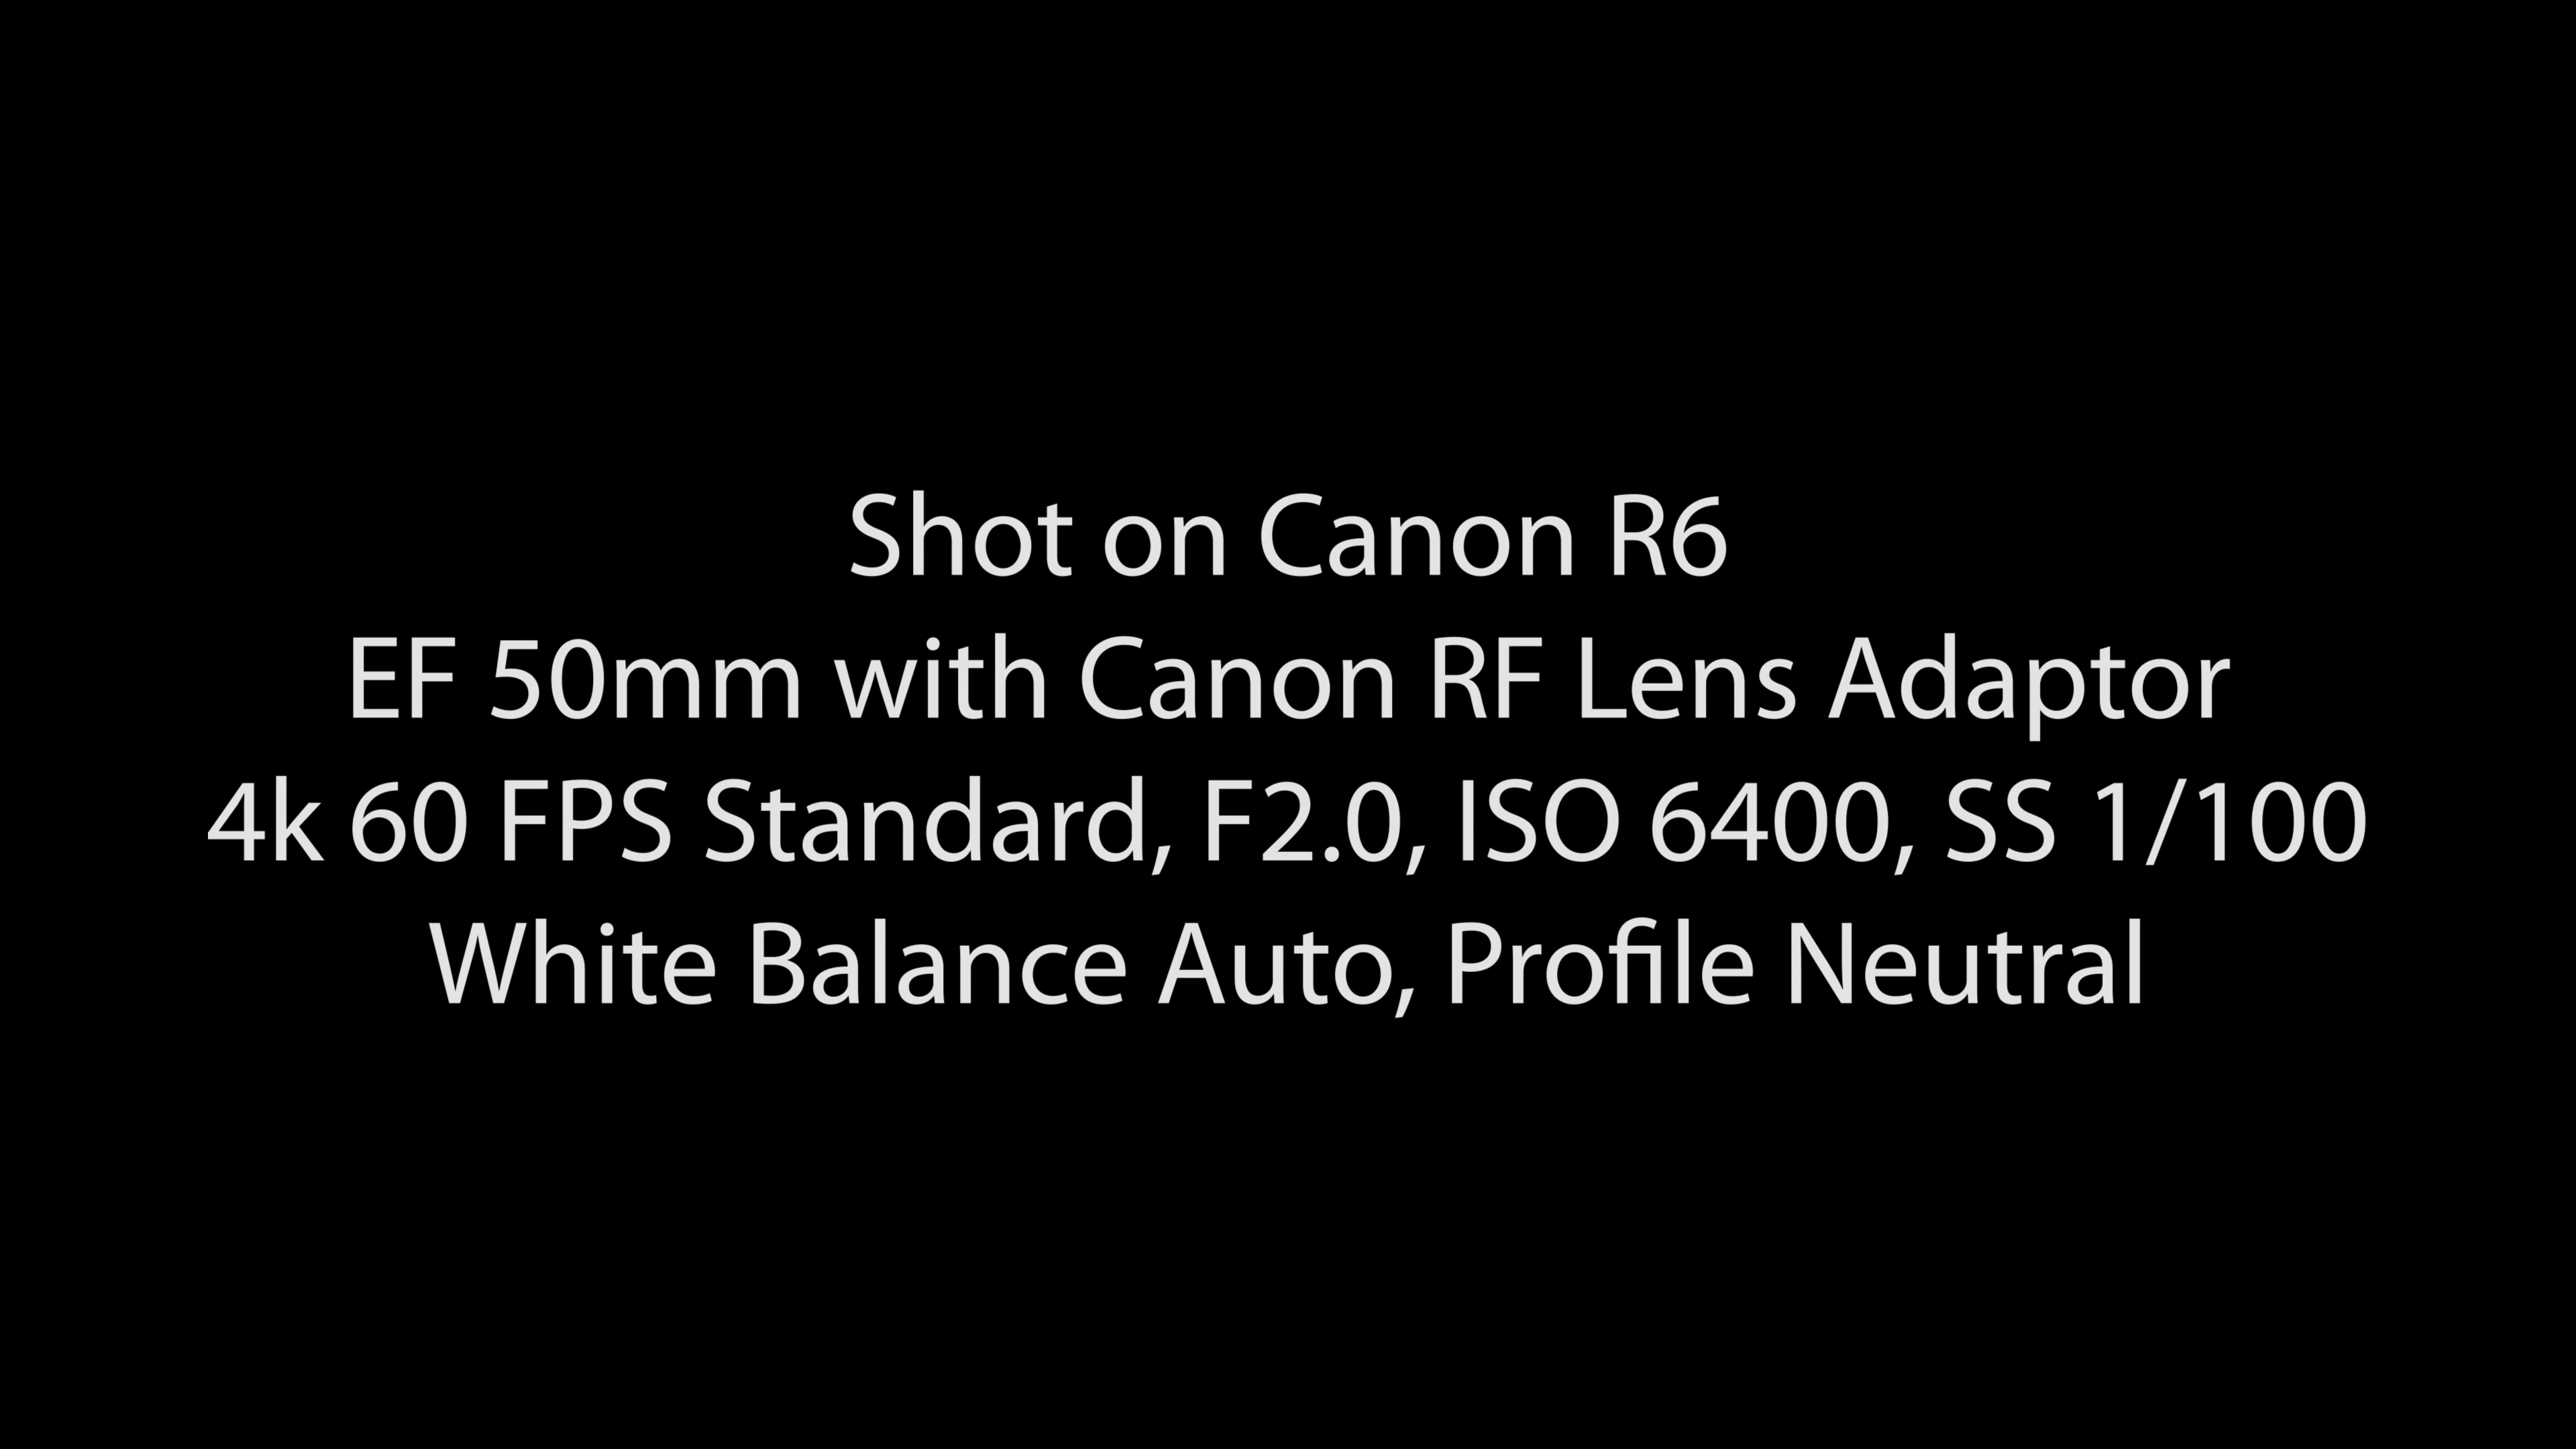 Shot on Canon R6
EF 50mm with Canon RF Lens Adaptor
4k 60 FPS Standard, F2.0, ISO 6400, SS 1/100
White Balance Auto, Profile Neutral